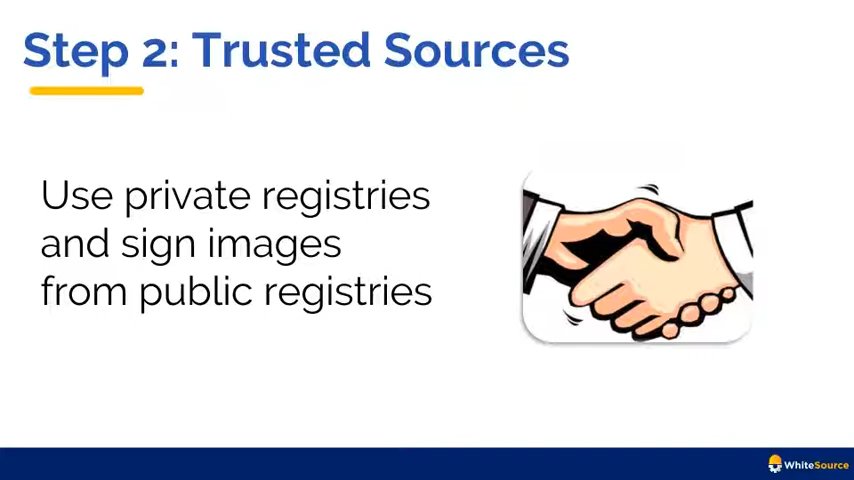 Step 2: Trusted Sources
Use private registries
and sign images
from public registries
WhiteSource